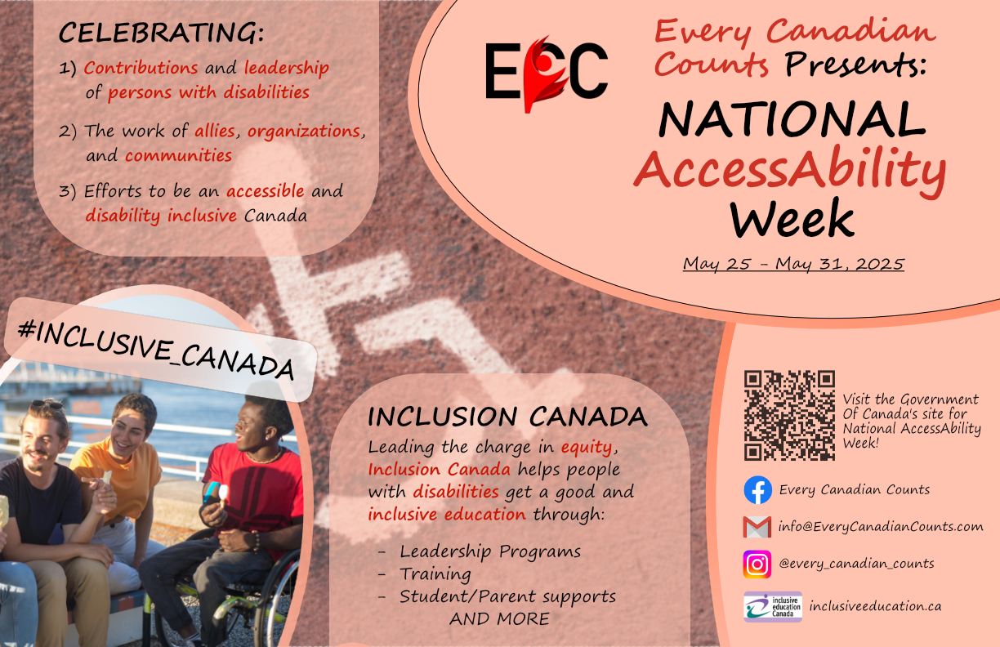 CELEBRATING:
1) Contributions and leadership
of persons with disabilities
2) The work of allies, organizations,
and communities
3) Efforts to be an accessible and
disability inclusive Canada
ECC
Every Canadian
Counts Presents:
NATIONAL
AccessAbility
Week
May 25 - May 31, 2025
#INCLUSIVE_CANADA
INCLUSION CANADA
Leading the charge in equity,
Inclusion Canada helps people
with disabilities get a good and
inclusive education through:
- Leadership Programs
- Training
- Student/Parent supports
AND MORE
Visit the Government
Of Canada's site for
National AccessAbility
Week!
Every Canadian Counts
info@EveryCanadianCounts.com
@every_canadian_counts
inclusive
education
Canada
inclusiveeducation.ca